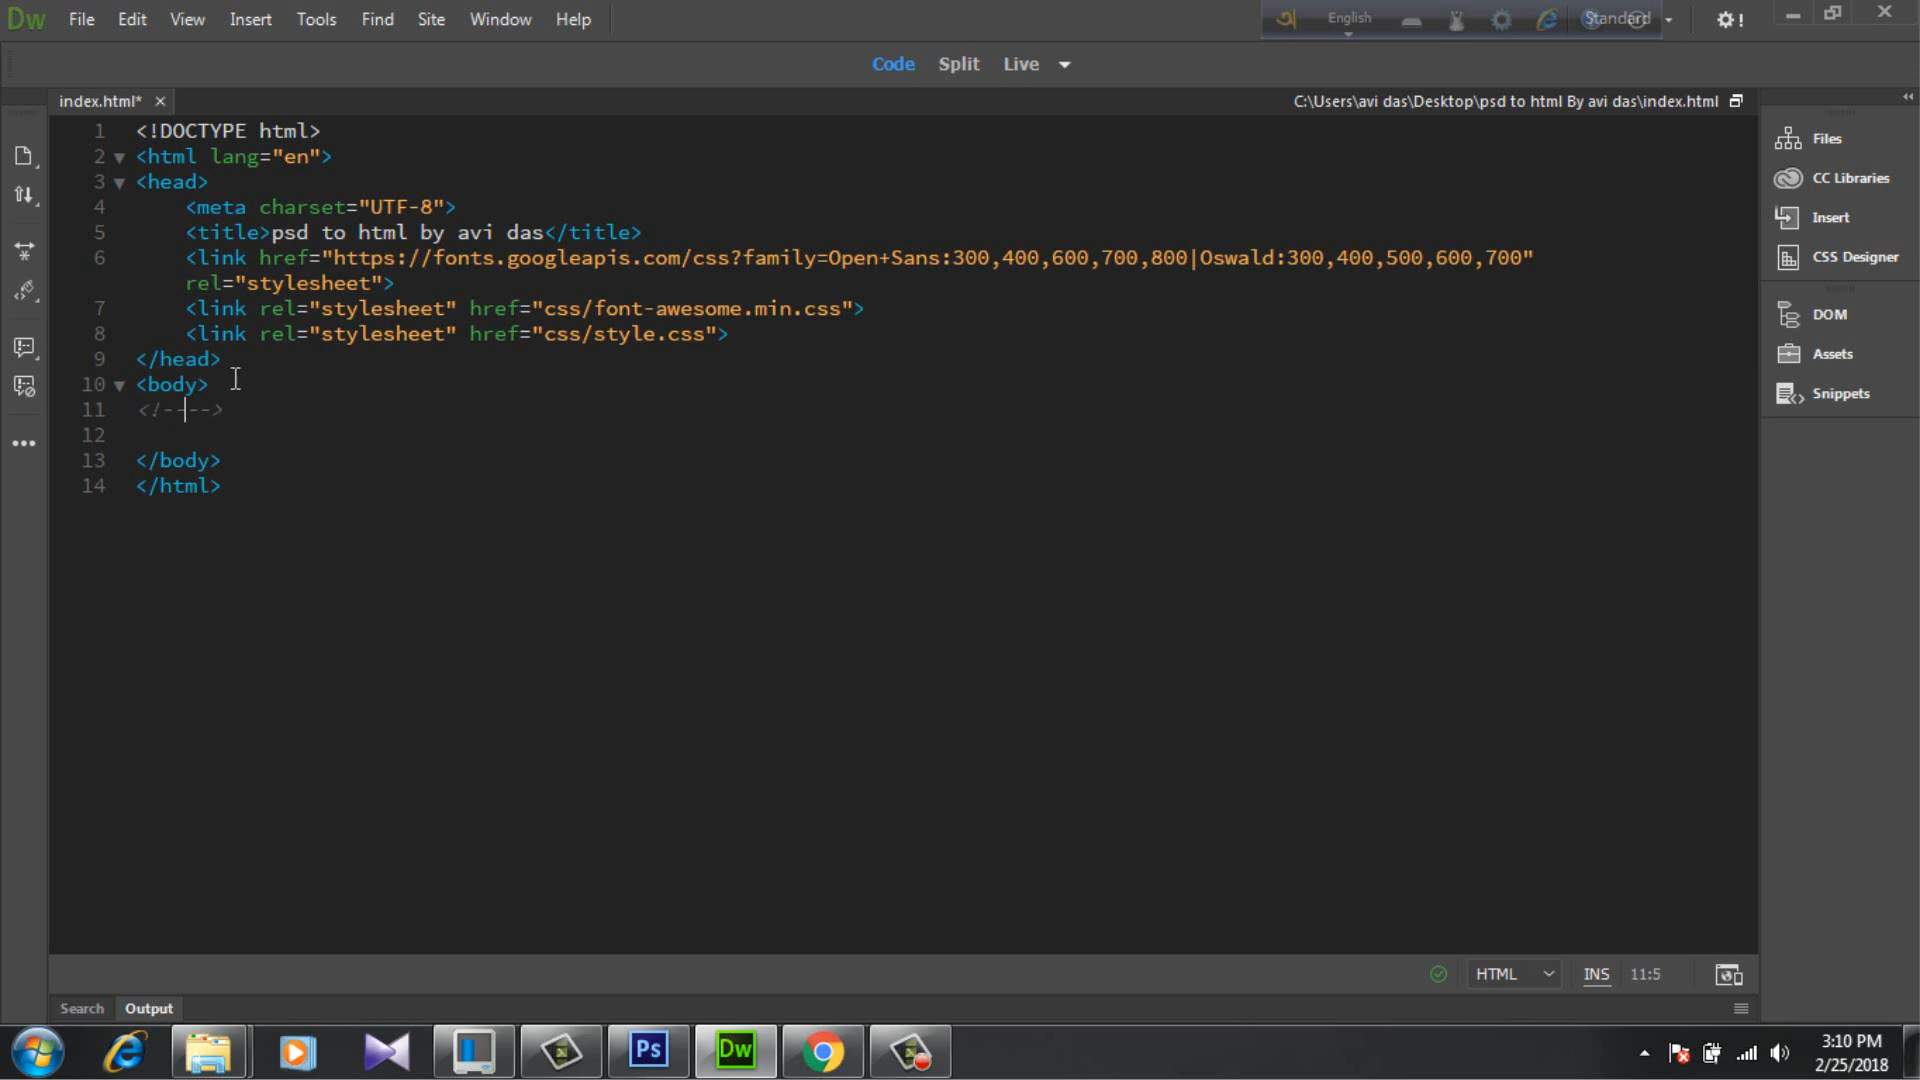 Dw File Edit View Insert Tools Find Site Window Help English Standard !
Code Split Live
index.html* × C:\Users\avi das\Desktop\psd to html By avi das\index.html
1 <!DOCTYPE html>
2 <html lang="en">
3 <head>
4 <meta charset="UTF-8">
5 <title>psd to html by avi das</title>
6 <link href="https://fonts.googleapis.com/css?family=Open+Sans:300,400,600,700,800|Oswald:300,400,500,600,700"
rel="stylesheet">
7 <link rel="stylesheet" href="css/font-awesome.min.css">
8 <link rel="stylesheet" href="css/style.css">
9 </head>
10 <body>
11 <!---->
12
13 </body>
14 </html>
Files
CC Libraries
Insert
CSS Designer
DOM
Assets
Snippets
HTML INS 11:5
Search Output
Ps Dw
3:10 PM
2/25/2018